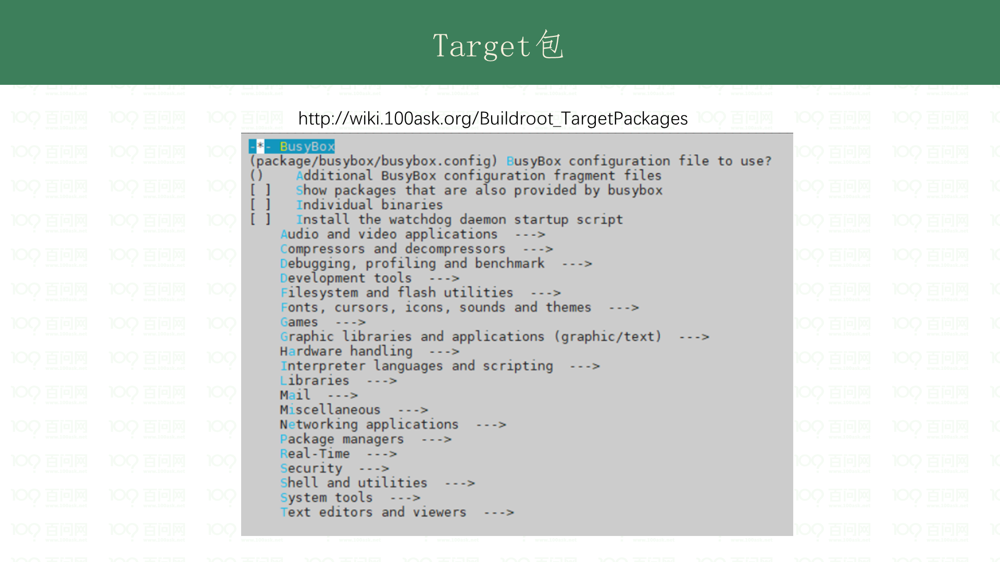 Target包
http://wiki.100ask.org/Buildroot_TargetPackages
-*- BusyBox
(package/busybox/busybox.config) BusyBox configuration file to use?
()    Additional BusyBox configuration fragment files
[ ]   Show packages that are also provided by busybox
[ ]   Individual binaries
[ ]   Install the watchdog daemon startup script
Audio and video applications  --->
Compressors and decompressors  --->
Debugging, profiling and benchmark  --->
Development tools  --->
Filesystem and flash utilities  --->
Fonts, cursors, icons, sounds and themes  --->
Games  --->
Graphic libraries and applications (graphic/text)  --->
Hardware handling  --->
Interpreter languages and scripting  --->
Libraries  --->
Mail  --->
Miscellaneous  --->
Networking applications  --->
Package managers  --->
Real-Time  --->
Security  --->
Shell and utilities  --->
System tools  --->
Text editors and viewers  --->